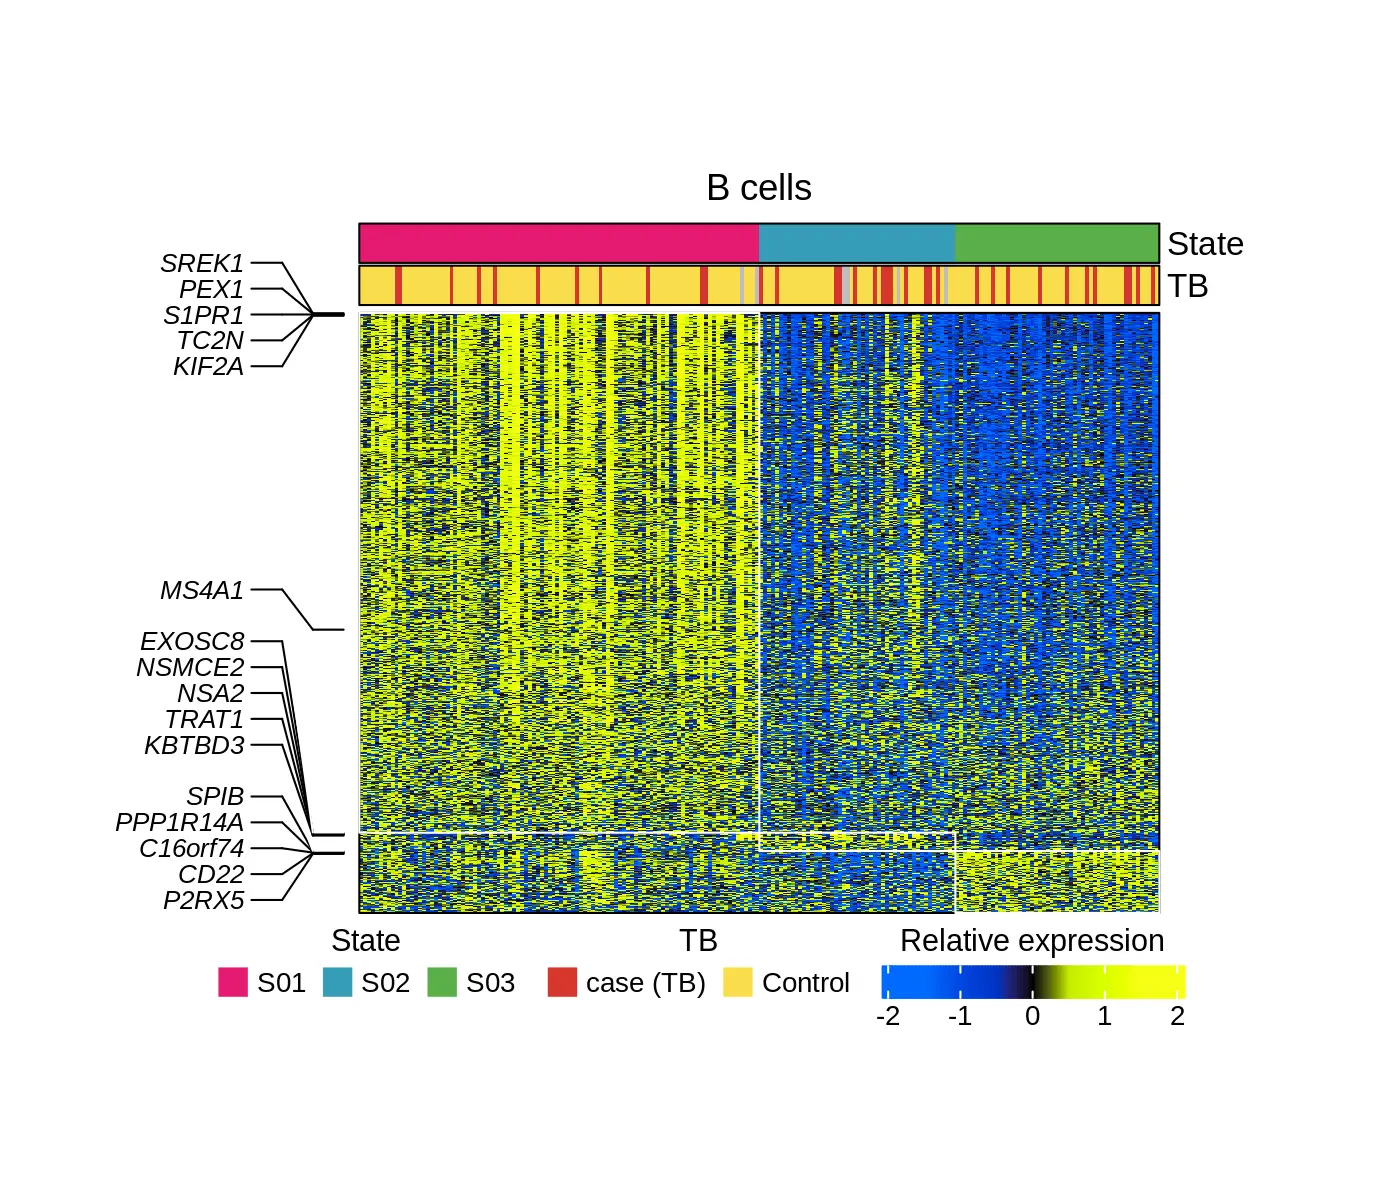 B cells
State
TB
SREK1
PEX1
S1PR1
TC2N
KIF2A
MS4A1
EXOSC8
NSMCE2
NSA2
TRAT1
KBTBD3
SPIB
PPP1R14A
C16orf74
CD22
P2RX5
State
S01 S02 S03
TB
case (TB) Control
Relative expression
-2 -1 0 1 2